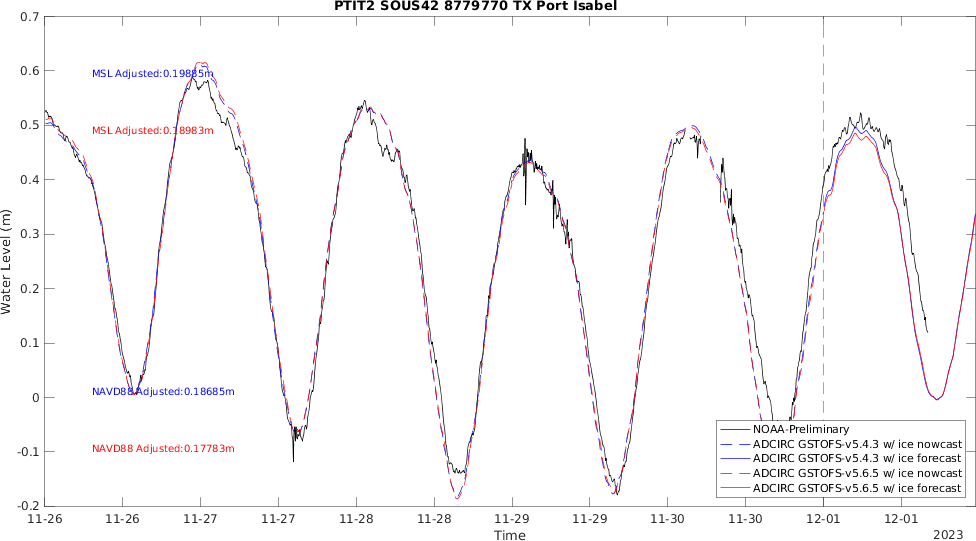 PTIT2 SOUS42 8779770 TX Port Isabel
0.7
0.6
0.5
0.4
0.3
0.2
0.1
0
-0.1
-0.2
Water Level (m)
MSL Adjusted:0.19885m
MSL Adjusted:0.18983m
NAVD88 Adjusted:0.18685m
NAVD88 Adjusted:0.17783m
NOAA-Preliminary
ADCIRC GSTOFS-v5.4.3 w/ ice nowcast
ADCIRC GSTOFS-v5.4.3 w/ ice forecast
ADCIRC GSTOFS-v5.6.5 w/ ice nowcast
ADCIRC GSTOFS-v5.6.5 w/ ice forecast
11-26 11-26 11-27 11-27 11-28 11-28 11-29 11-29 11-30 11-30 12-01 12-01
Time
2023